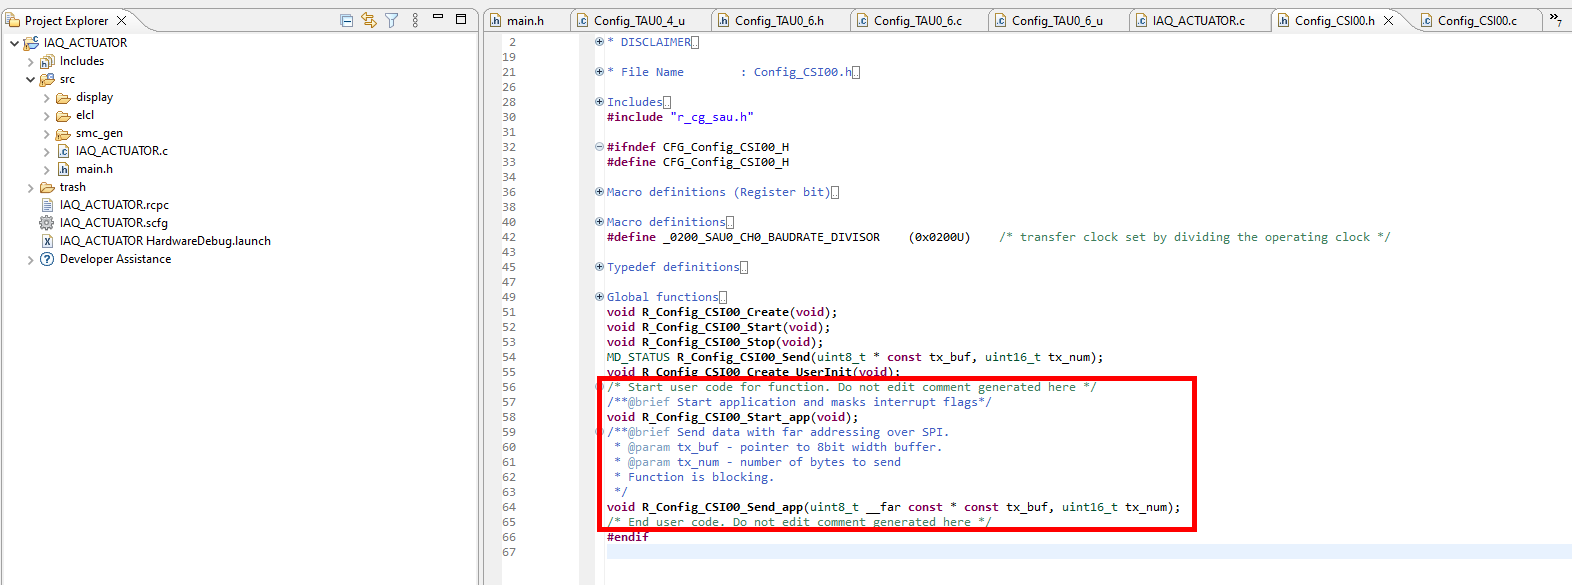 Project Explorer
IAQ_ACTUATOR
Includes
src
display
elcl
smc_gen
IAQ_ACTUATOR.c
main.h
trash
IAQ_ACTUATOR.rcpc
IAQ_ACTUATOR.scfg
IAQ_ACTUATOR HardwareDebug.launch
Developer Assistance
main.h Config_TAU0_4_u Config_TAU0_6.h Config_TAU0_6.c Config_TAU0_6_u IAQ_ACTUATOR.c Config_CSI00.h Config_CSI00.c »7
2 * DISCLAIMER
19
21 * File Name : Config_CSI00.h
26
28 Includes
30 #include "r_cg_sau.h"
31
32 #ifndef CFG_Config_CSI00_H
33 #define CFG_Config_CSI00_H
34
36 Macro definitions (Register bit)
38
40 Macro definitions
42 #define _0200_SAU0_CH0_BAUDRATE_DIVISOR (0x0200U) /* transfer clock set by dividing the operating clock */
43
45 Typedef definitions
47
49 Global functions
51 void R_Config_CSI00_Create(void);
52 void R_Config_CSI00_Start(void);
53 void R_Config_CSI00_Stop(void);
54 MD_STATUS R_Config_CSI00_Send(uint8_t * const tx_buf, uint16_t tx_num);
55 void R_Config_CSI00_Create_UserInit(void);
56 /* Start user code for function. Do not edit comment generated here */
57 /**@brief Start application and masks interrupt flags*/
58 void R_Config_CSI00_Start_app(void);
59 /**@brief Send data with far addressing over SPI.
60 * @param tx_buf - pointer to 8bit width buffer.
61 * @param tx_num - number of bytes to send
62 * Function is blocking.
63 */
64 void R_Config_CSI00_Send_app(uint8_t __far const * const tx_buf, uint16_t tx_num);
65 /* End user code. Do not edit comment generated here */
66 #endif
67